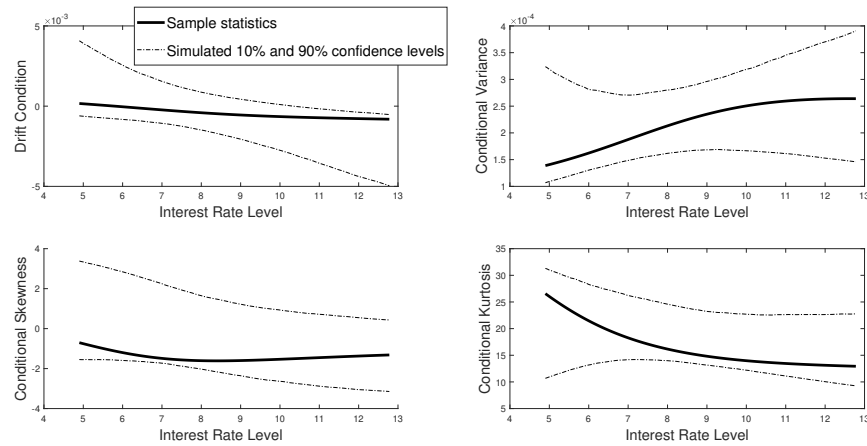 ×10⁻³
5
0
-5
Drift Condition
4 5 6 7 8 9 10 11 12 13
Interest Rate Level
Sample statistics
Simulated 10% and 90% confidence levels
×10⁻⁴
4
3.5
3
2.5
2
1.5
1
Conditional Variance
4 5 6 7 8 9 10 11 12 13
Interest Rate Level
4
2
0
-2
-4
Conditional Skewness
4 5 6 7 8 9 10 11 12 13
Interest Rate Level
35
30
25
20
15
10
5
Conditional Kurtosis
4 5 6 7 8 9 10 11 12 13
Interest Rate Level